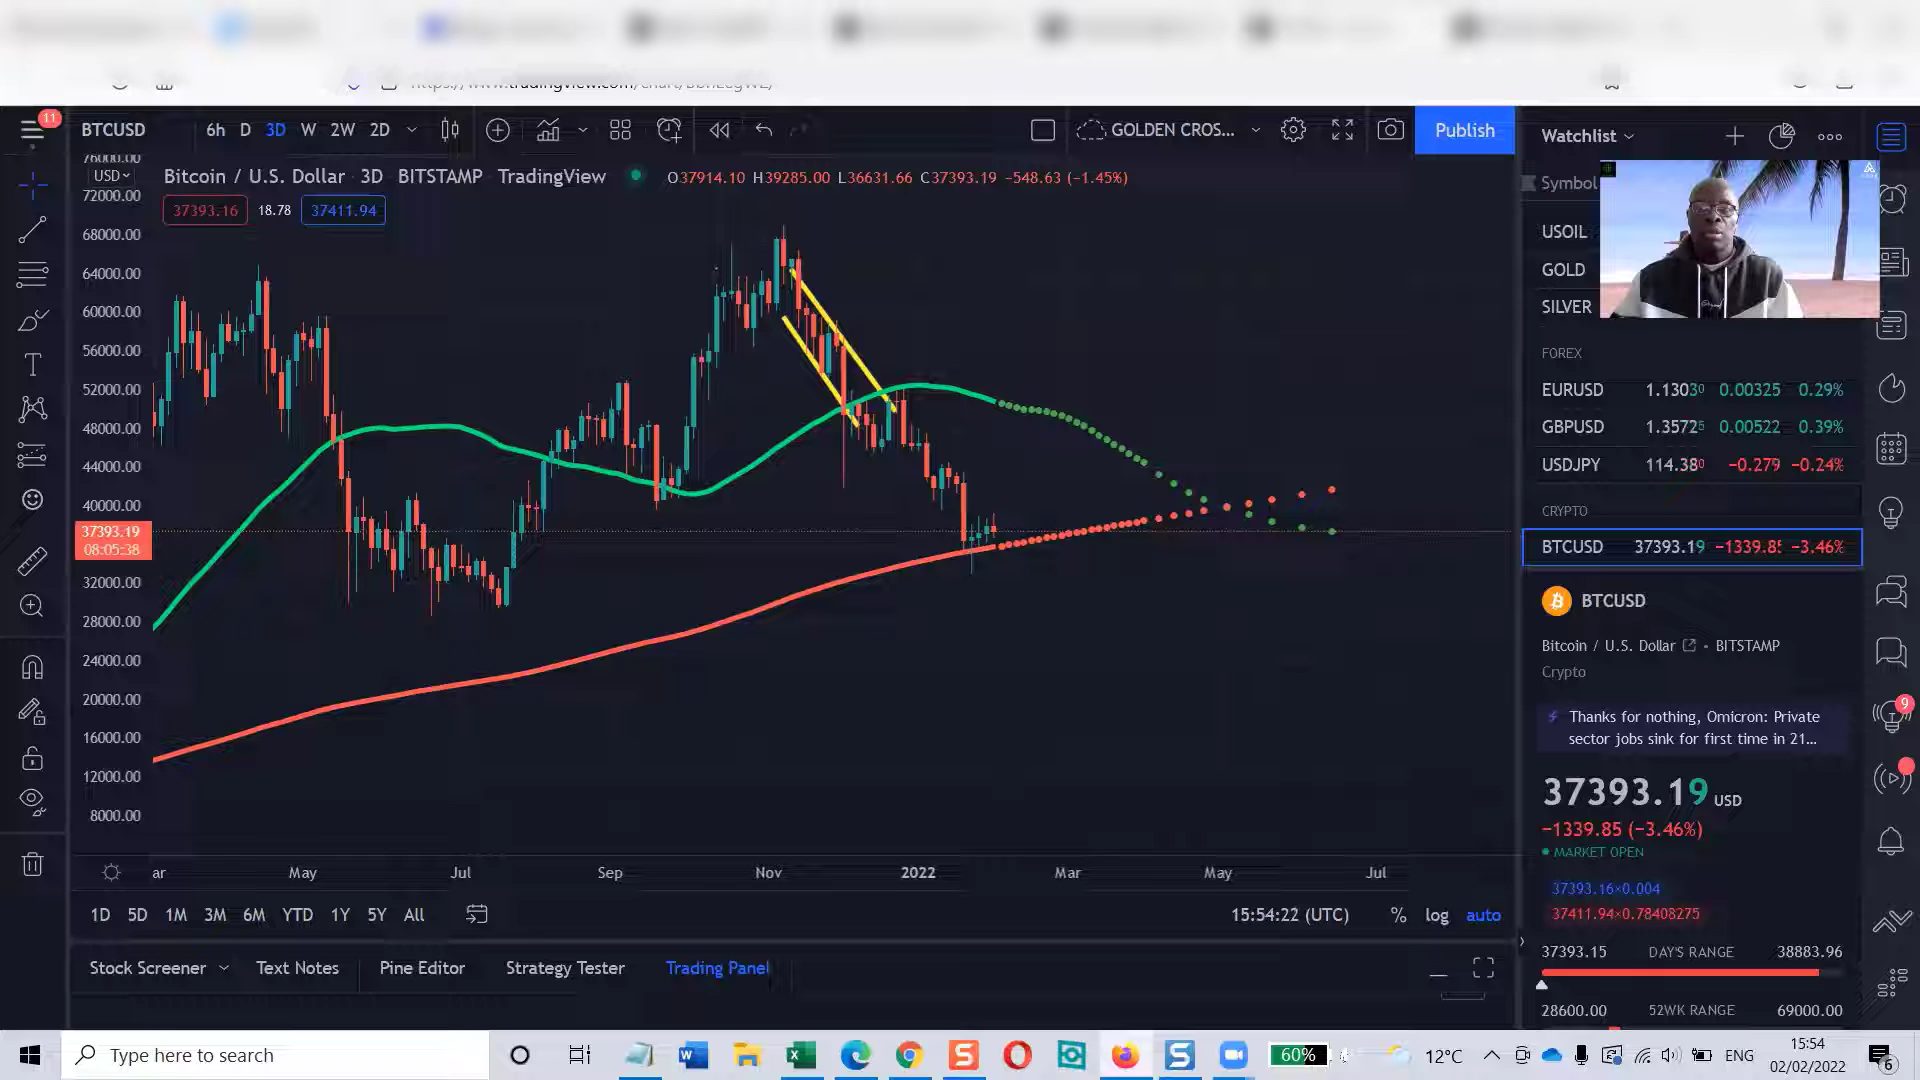 11
BTCUSD 6h D 3D W 2W 2D GOLDEN CROS... Publish
Watchlist
Symbol
USD
Bitcoin / U.S. Dollar 3D BITSTAMP TradingView O37914.10 H39285.00 L36631.66 C37393.19 −548.63 (−1.45%)
37393.16 18.78 37411.94
76000.00
72000.00
68000.00
64000.00
60000.00
56000.00
52000.00
48000.00
44000.00
40000.00
37393.19
08:05:38
32000.00
28000.00
24000.00
20000.00
16000.00
12000.00
8000.00
ar May Jul Sep Nov 2022 Mar May Jul
1D 5D 1M 3M 6M YTD 1Y 5Y All 15:54:22 (UTC) % log auto
Stock Screener Text Notes Pine Editor Strategy Tester Trading Panel
USOIL
GOLD
SILVER
FOREX
EURUSD 1.13030 0.00325 0.29%
GBPUSD 1.35725 0.00522 0.39%
USDJPY 114.380 −0.279 −0.24%
CRYPTO
BTCUSD 37393.19 −1339.85 −3.46%
BTCUSD
Bitcoin / U.S. Dollar • BITSTAMP
Crypto
Thanks for nothing, Omicron: Private
sector jobs sink for first time in 21...
9
37393.19 USD
−1339.85 (−3.46%)
MARKET OPEN
37393.16×0.004
37411.94×0.78408275
37393.15 DAY'S RANGE 38883.96
28600.00 52WK RANGE 69000.00
Type here to search
60%
12°C
ENG
15:54
02/02/2022
6